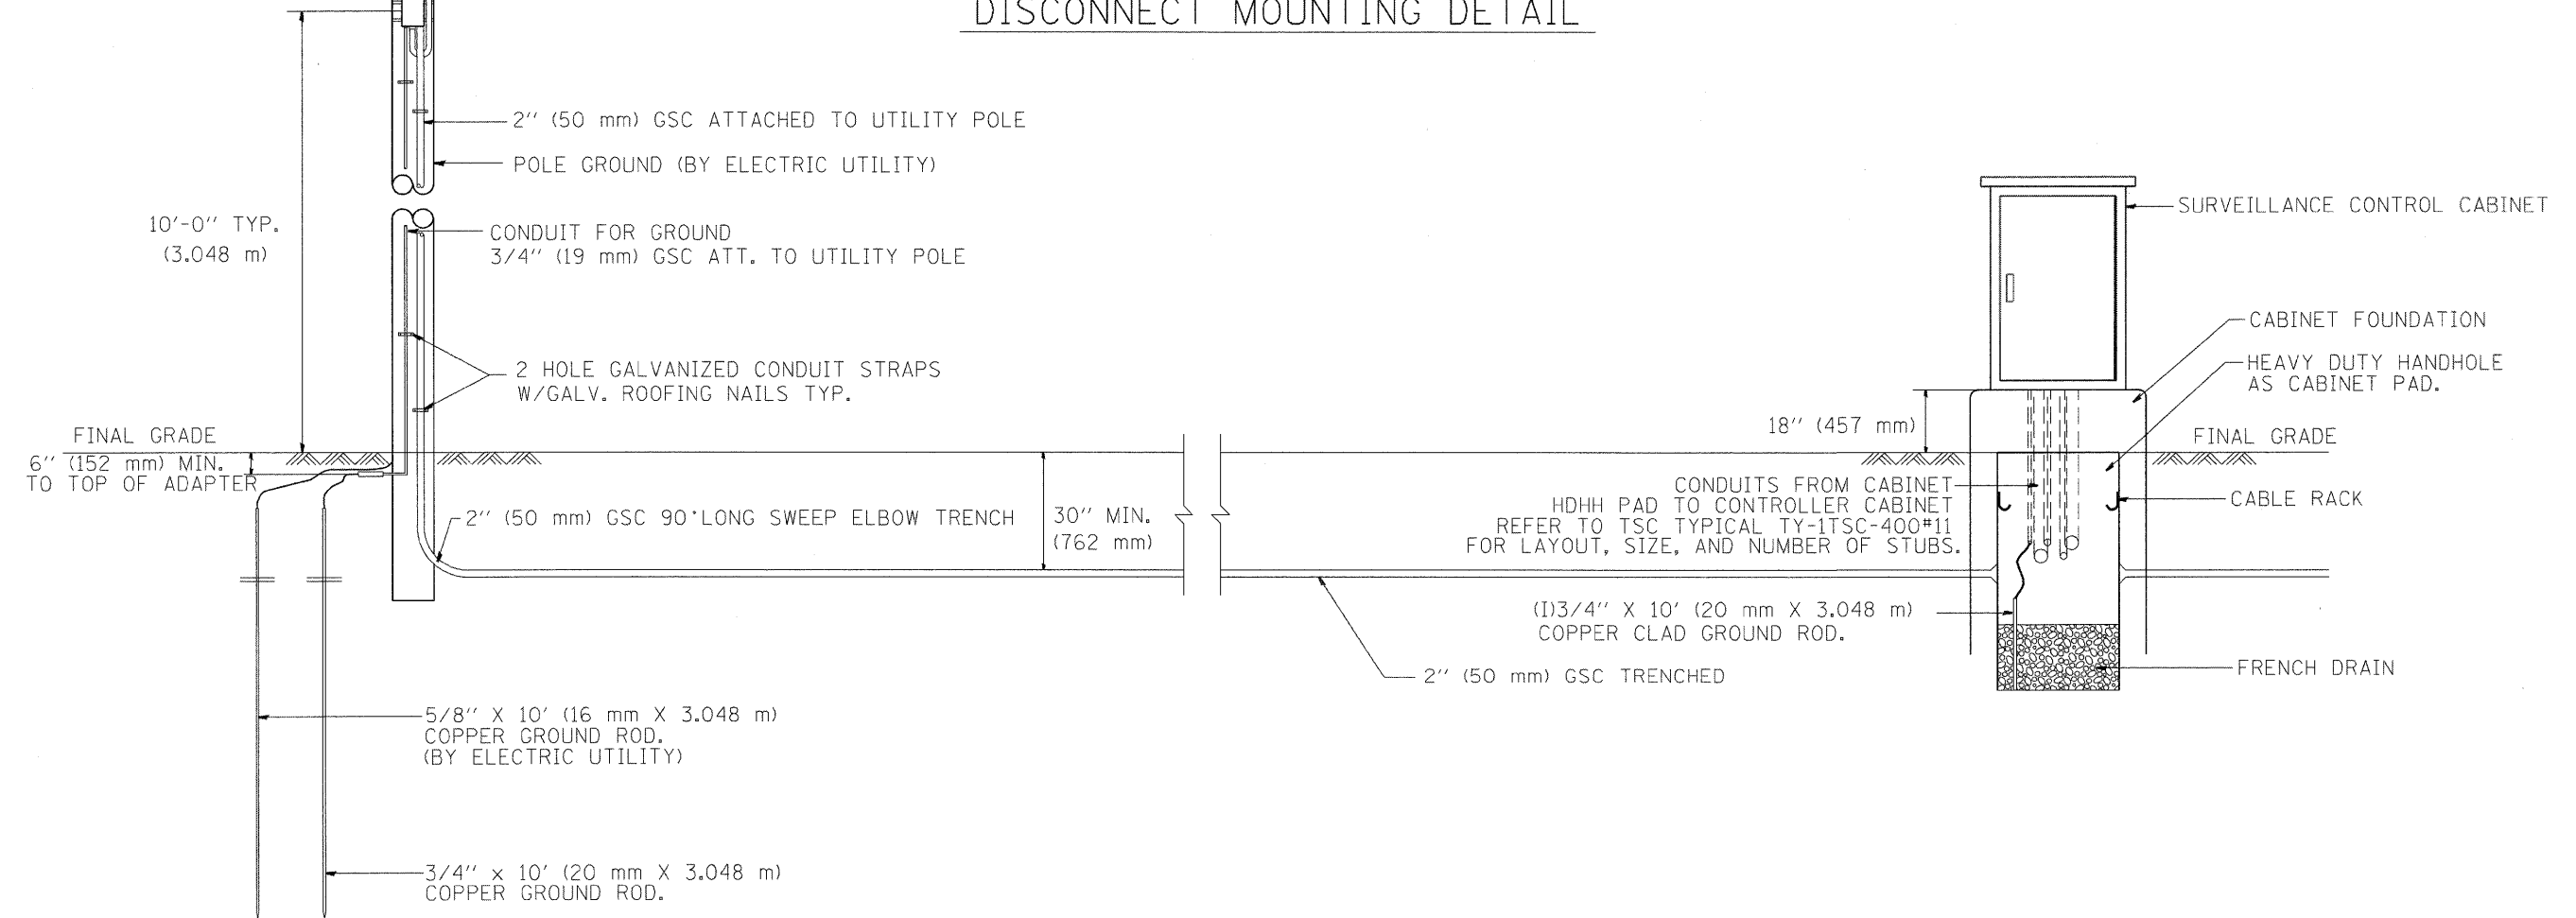 DISCONNECT MOUNTING DETAIL
2'' (50 mm) GSC ATTACHED TO UTILITY POLE
POLE GROUND (BY ELECTRIC UTILITY)
10'-0'' TYP.
(3.048 m)
CONDUIT FOR GROUND
3/4'' (19 mm) GSC ATT. TO UTILITY POLE
2 HOLE GALVANIZED CONDUIT STRAPS
W/GALV. ROOFING NAILS TYP.
FINAL GRADE
6'' (152 mm) MIN.
TO TOP OF ADAPTER
2'' (50 mm) GSC 90°LONG SWEEP ELBOW TRENCH
30'' MIN.
(762 mm)
SURVEILLANCE CONTROL CABINET
CABINET FOUNDATION
HEAVY DUTY HANDHOLE
AS CABINET PAD.
18'' (457 mm)
FINAL GRADE
CONDUITS FROM CABINET
HDHH PAD TO CONTROLLER CABINET
REFER TO TSC TYPICAL TY-1TSC-400#11
FOR LAYOUT, SIZE, AND NUMBER OF STUBS.
CABLE RACK
(I)3/4'' X 10' (20 mm X 3.048 m)
COPPER CLAD GROUND ROD.
2'' (50 mm) GSC TRENCHED
FRENCH DRAIN
5/8'' X 10' (16 mm X 3.048 m)
COPPER GROUND ROD.
(BY ELECTRIC UTILITY)
3/4'' x 10' (20 mm X 3.048 m)
COPPER GROUND ROD.